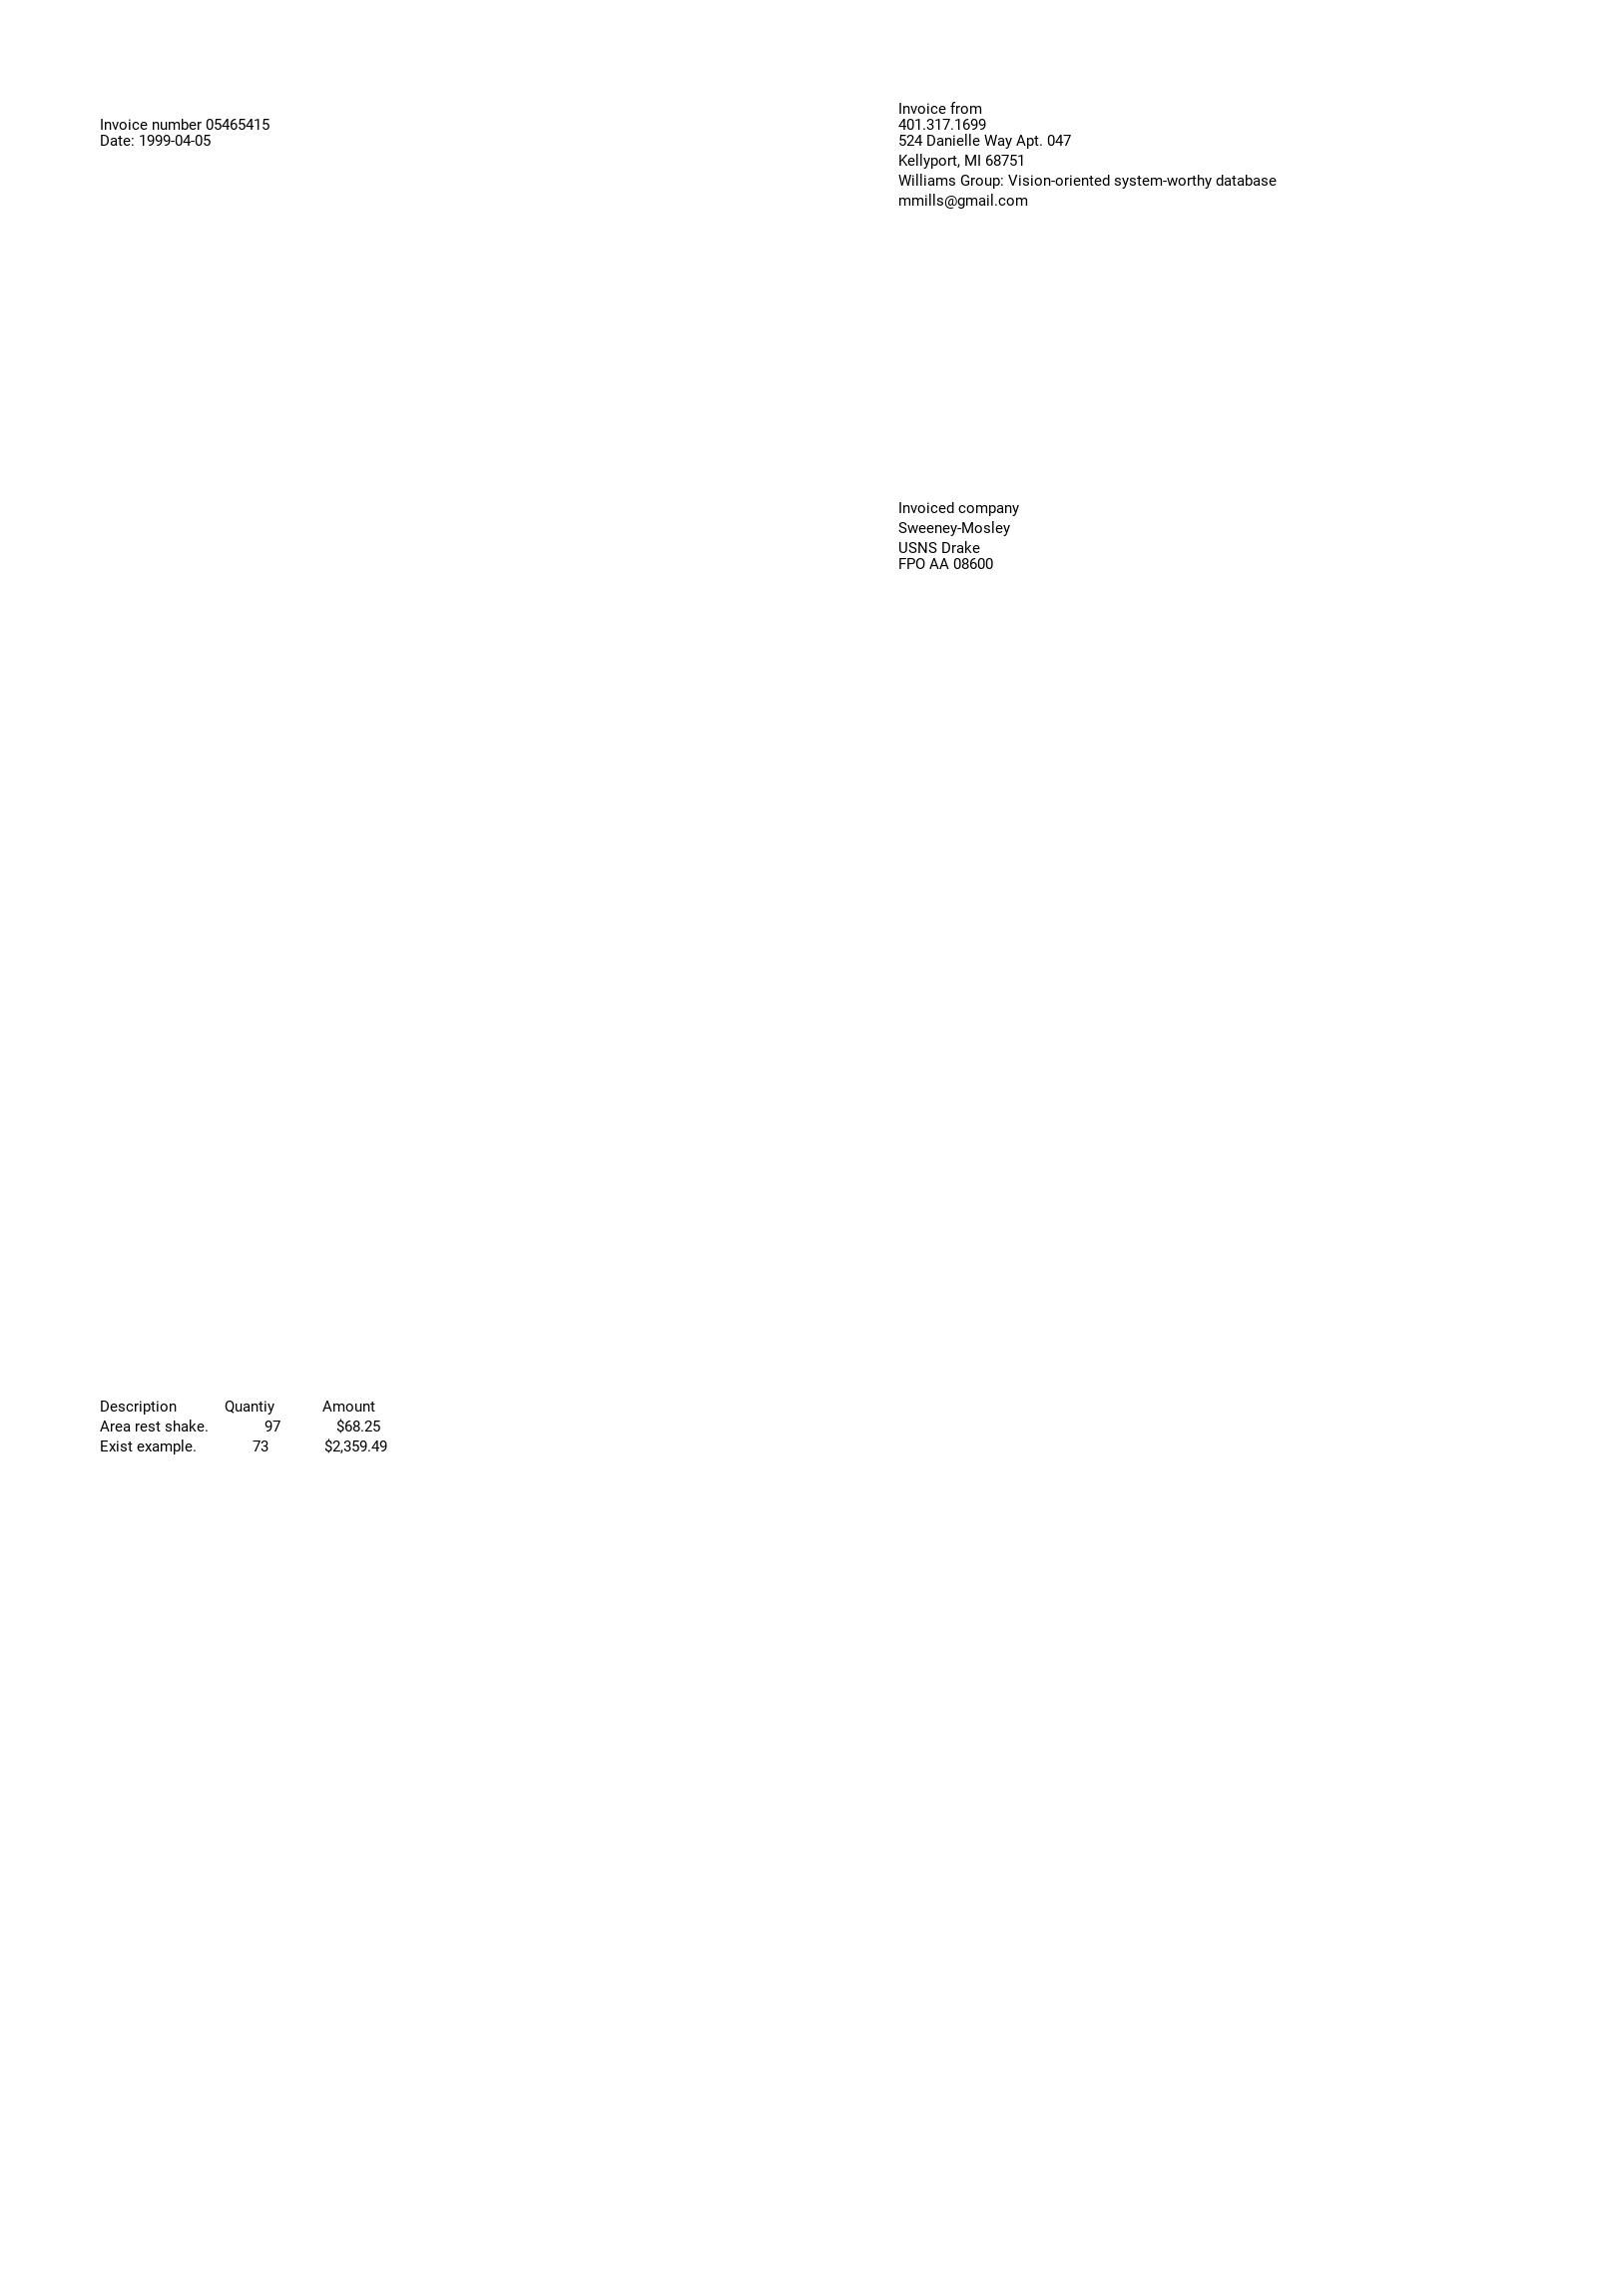 Invoice number 05465415
Date: 1999-04-05
Invoice from
401.317.1699
524 Danielle Way Apt. 047
Kellyport, MI 68751
Williams Group: Vision-oriented system-worthy database
mmills@gmail.com
Invoiced company
Sweeney-Mosley
USNS Drake
FPO AA 08600
Description Quantiy Amount
Area rest shake. 97 $68.25
Exist example. 73 $2,359.49